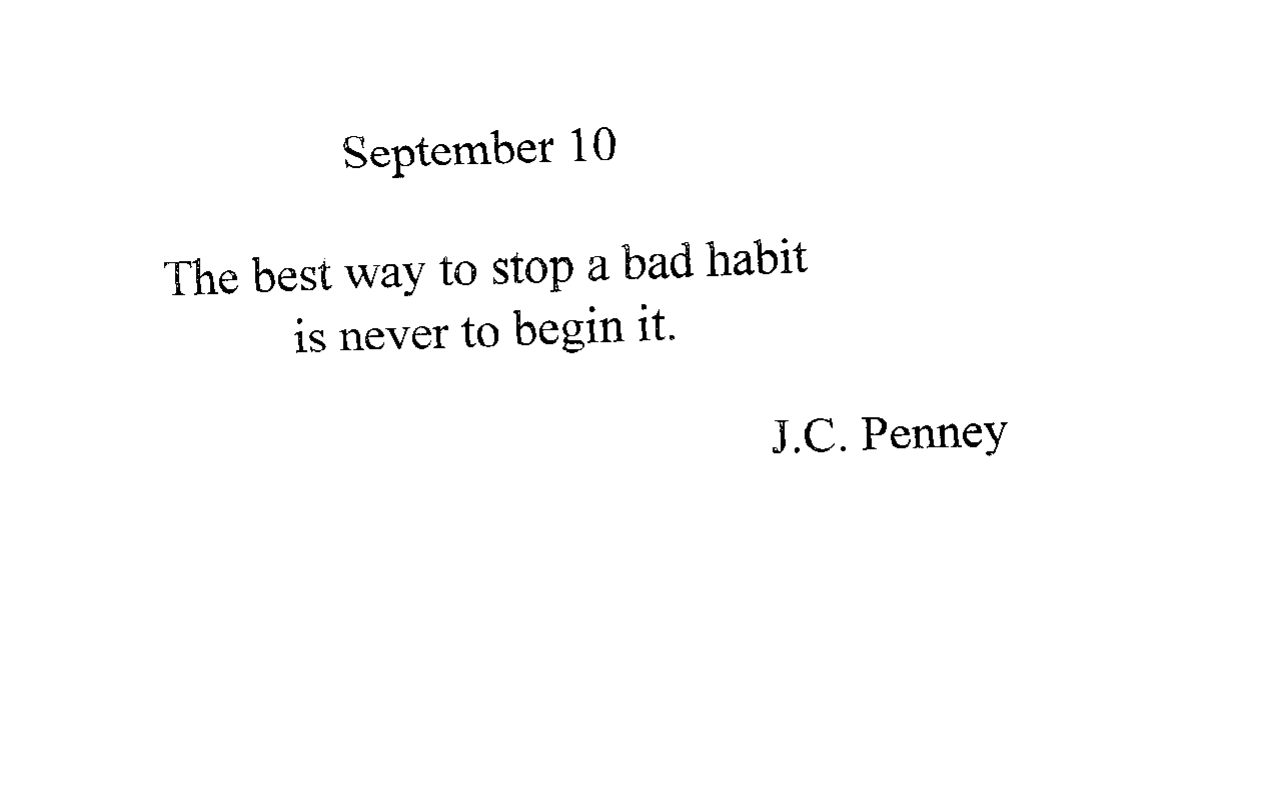 September 10
The best way to stop a bad habit
is never to begin it.
J.C. Penney